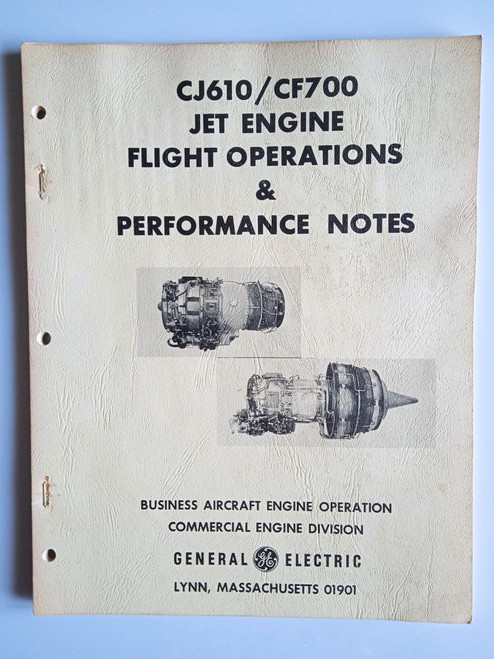 CJ610/CF700
JET ENGINE
FLIGHT OPERATIONS
&
PERFORMANCE NOTES
BUSINESS AIRCRAFT ENGINE OPERATION
COMMERCIAL ENGINE DIVISION
GENERAL GE ELECTRIC
LYNN, MASSACHUSETTS 01901